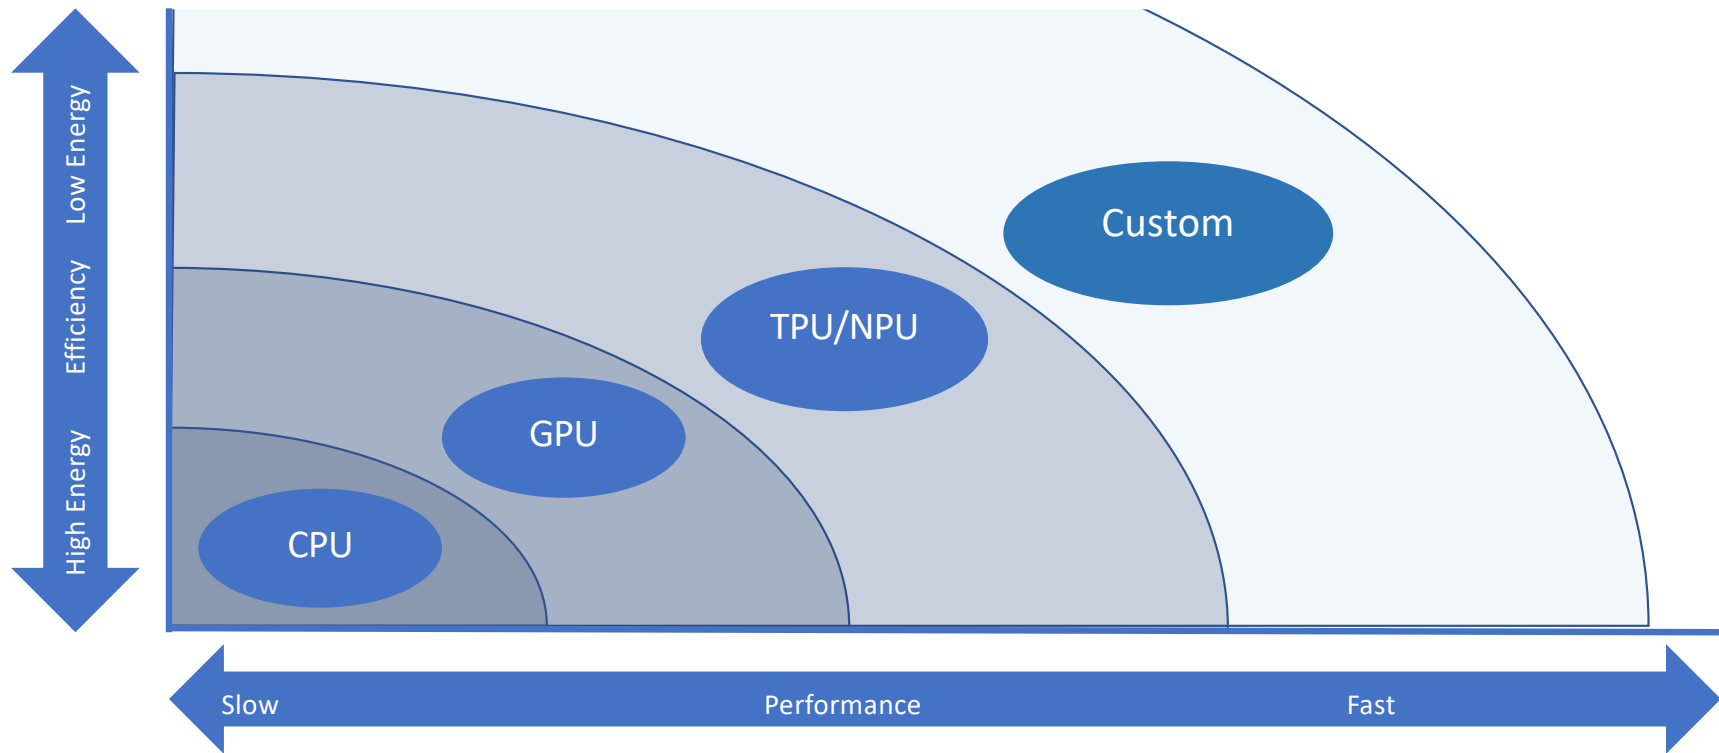 Low Energy
Efficiency
High Energy
Custom
TPU/NPU
GPU
CPU
Slow
Performance
Fast